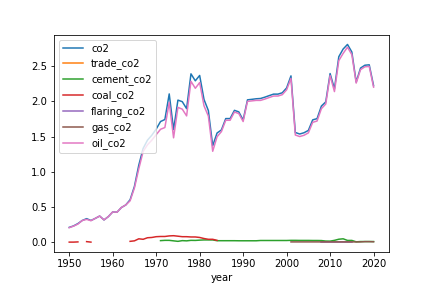 co2
trade_co2
cement_co2
coal_co2
flaring_co2
gas_co2
oil_co2
2.5
2.0
1.5
1.0
0.5
0.0
1950 1960 1970 1980 1990 2000 2010 2020
year